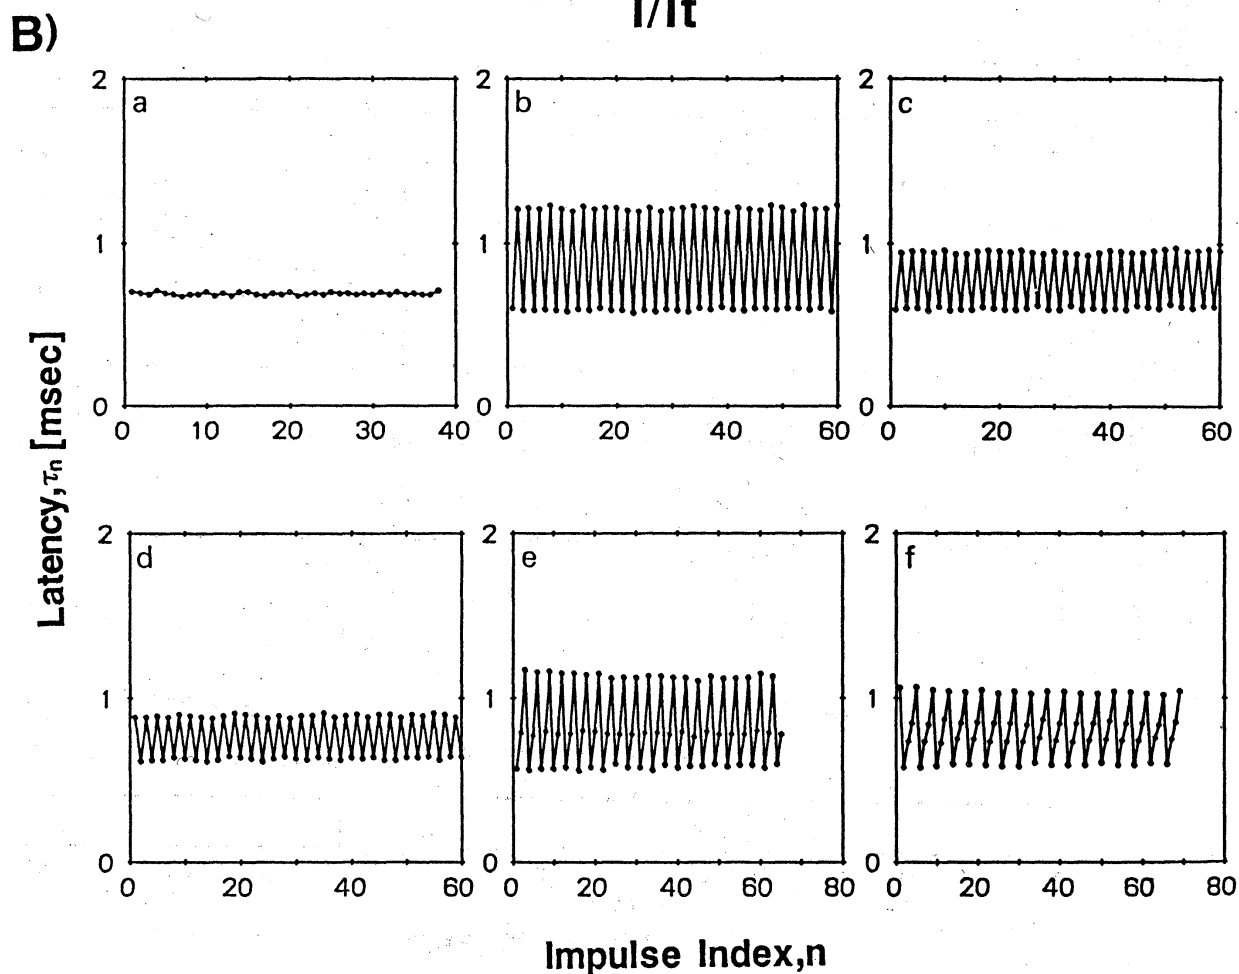 I/It
B)
Latency, τn [msec]
2 2 2
a b c
1 1 1
0 0 0
0 10 20 30 40 0 20 40 60 0 20 40 60
2 2 2
d e f
1 1 1
0 0 0
0 20 40 60 0 20 40 60 80 0 20 40 60 80
Impulse Index,n